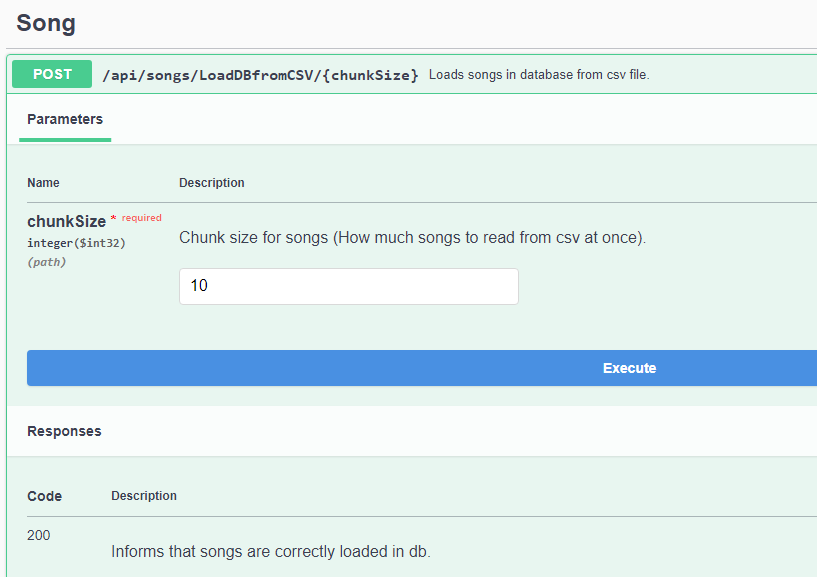 Song
POST /api/songs/LoadDBfromCSV/{chunkSize} Loads songs in database from csv file.
Parameters
Name Description
chunkSize * required
integer($int32)
(path)
Chunk size for songs (How much songs to read from csv at once).
10
Execute
Responses
Code Description
200
Informs that songs are correctly loaded in db.